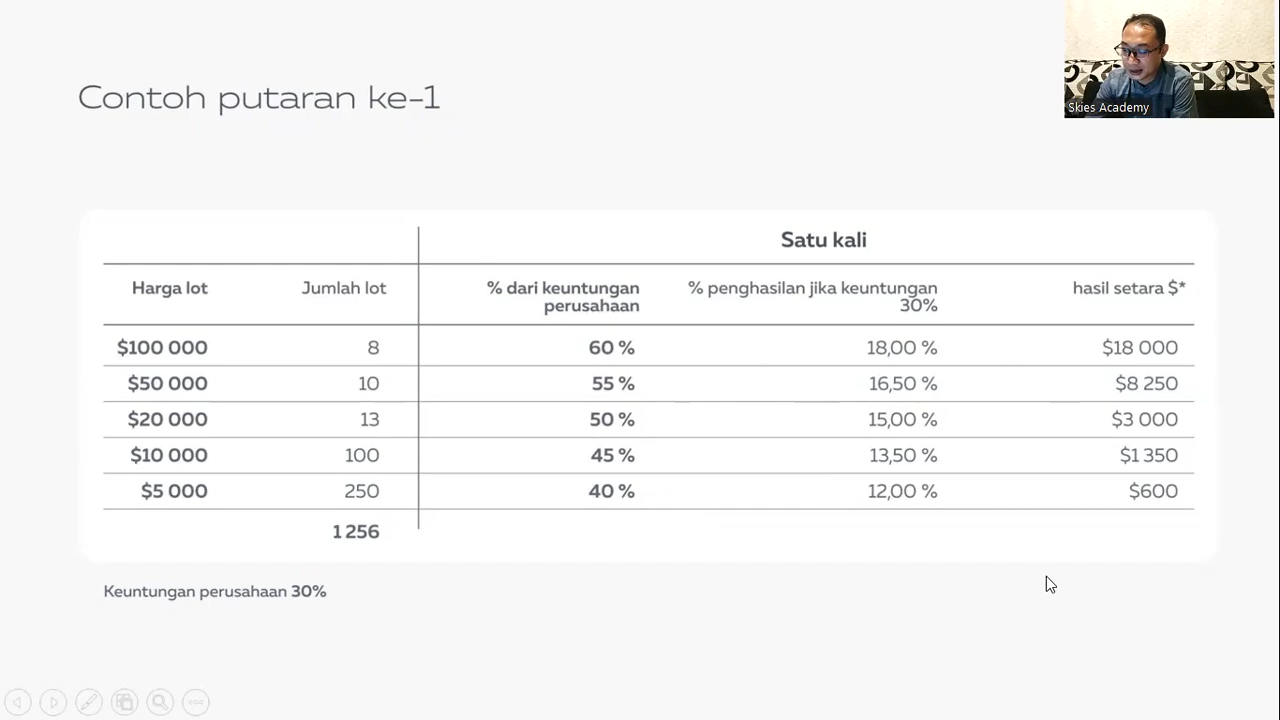 Skies Academy
Contoh putaran ke-1
Satu kali
Harga lot Jumlah lot % dari keuntungan perusahaan % penghasilan jika keuntungan 30% hasil setara $*
$100 000 8 60 % 18,00 % $18 000
$50 000 10 55 % 16,50 % $8 250
$20 000 13 50 % 15,00 % $3 000
$10 000 100 45 % 13,50 % $1 350
$5 000 250 40 % 12,00 % $600
1 256
Keuntungan perusahaan 30%